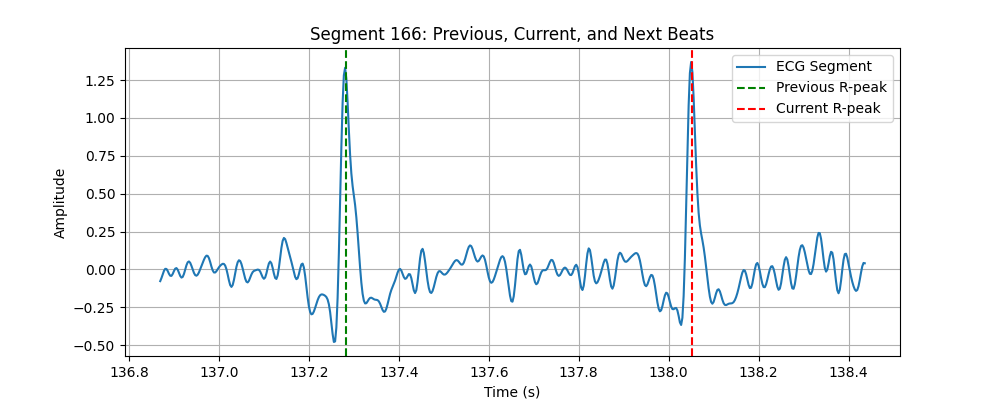 Segment 166: Previous, Current, and Next Beats
ECG Segment
Previous R-peak
Current R-peak
Amplitude
1.25
1.00
0.75
0.50
0.25
0.00
−0.25
−0.50
136.8 137.0 137.2 137.4 137.6 137.8 138.0 138.2 138.4
Time (s)